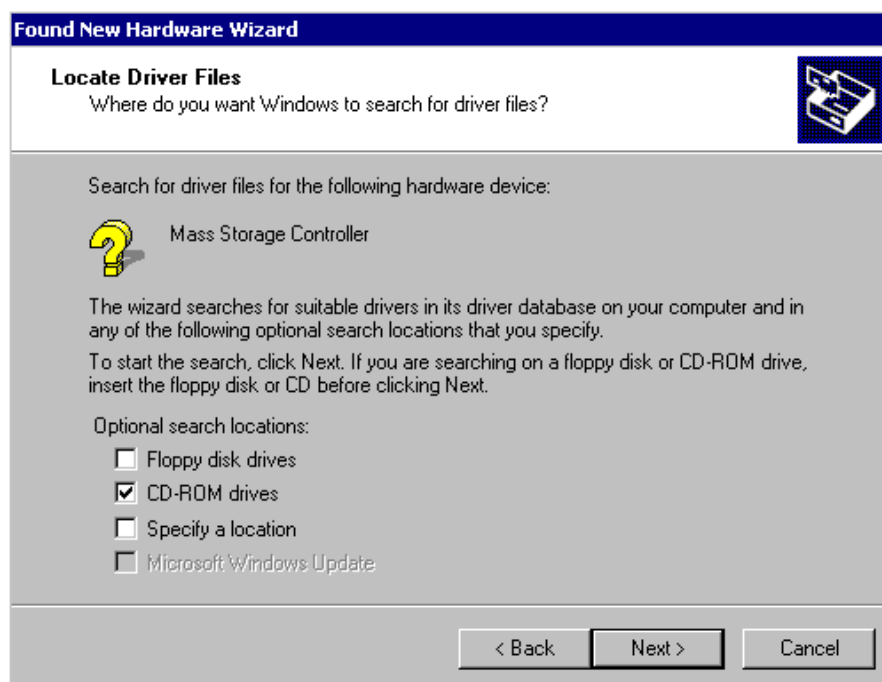 Found New Hardware Wizard
Locate Driver Files
Where do you want Windows to search for driver files?
Search for driver files for the following hardware device:
Mass Storage Controller
The wizard searches for suitable drivers in its driver database on your computer and in
any of the following optional search locations that you specify.
To start the search, click Next. If you are searching on a floppy disk or CD-ROM drive,
insert the floppy disk or CD before clicking Next.
Optional search locations:
Floppy disk drives
CD-ROM drives
Specify a location
Microsoft Windows Update
< Back Next > Cancel